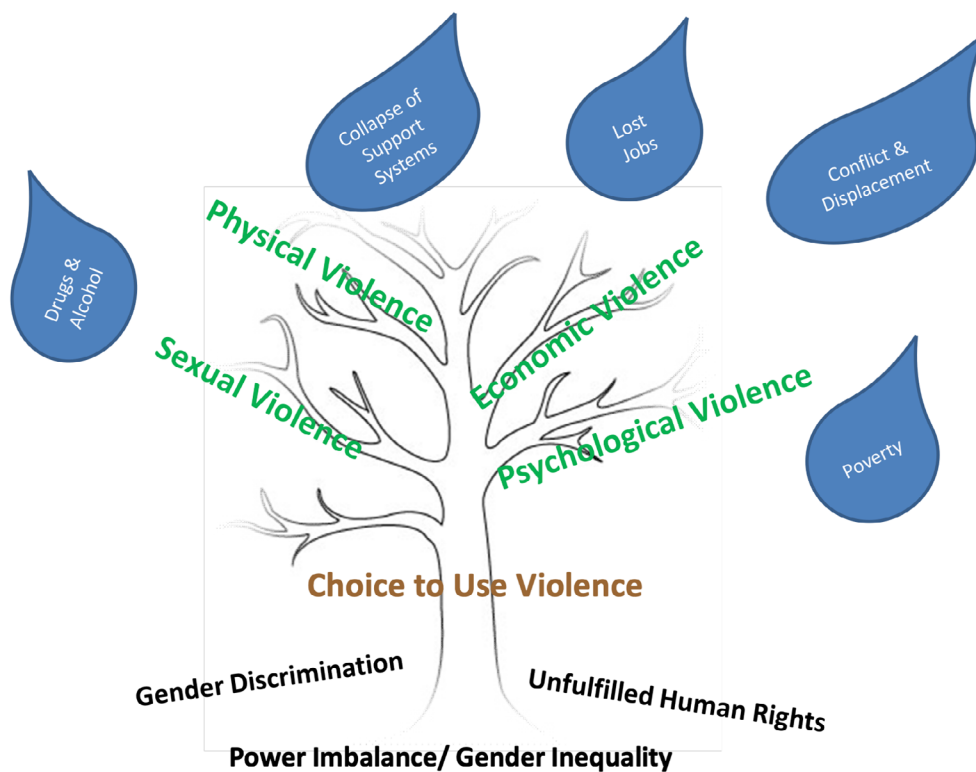 Collapse of
Support
Systems
Lost
Jobs
Conflict &
Displacement
Drugs &
Alcohol
Physical Violence
Economic Violence
Sexual Violence
Psychological Violence
Poverty
Choice to Use Violence
Gender Discrimination
Unfulfilled Human Rights
Power Imbalance/ Gender Inequality